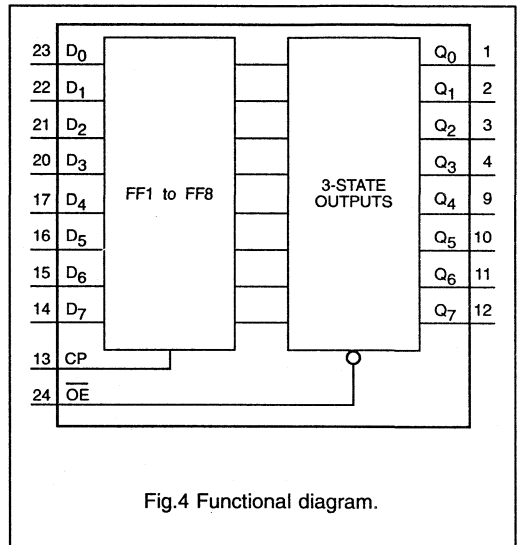 23 D0 Q0 1
22 D1 Q1 2
21 D2 Q2 3
20 D3 Q3 4
17 D4 Q4 9
16 D5 Q5 10
15 D6 Q6 11
14 D7 Q7 12
FF1 to FF8
3-STATE
OUTPUTS
13 CP
24 O̅E̅
Fig.4 Functional diagram.